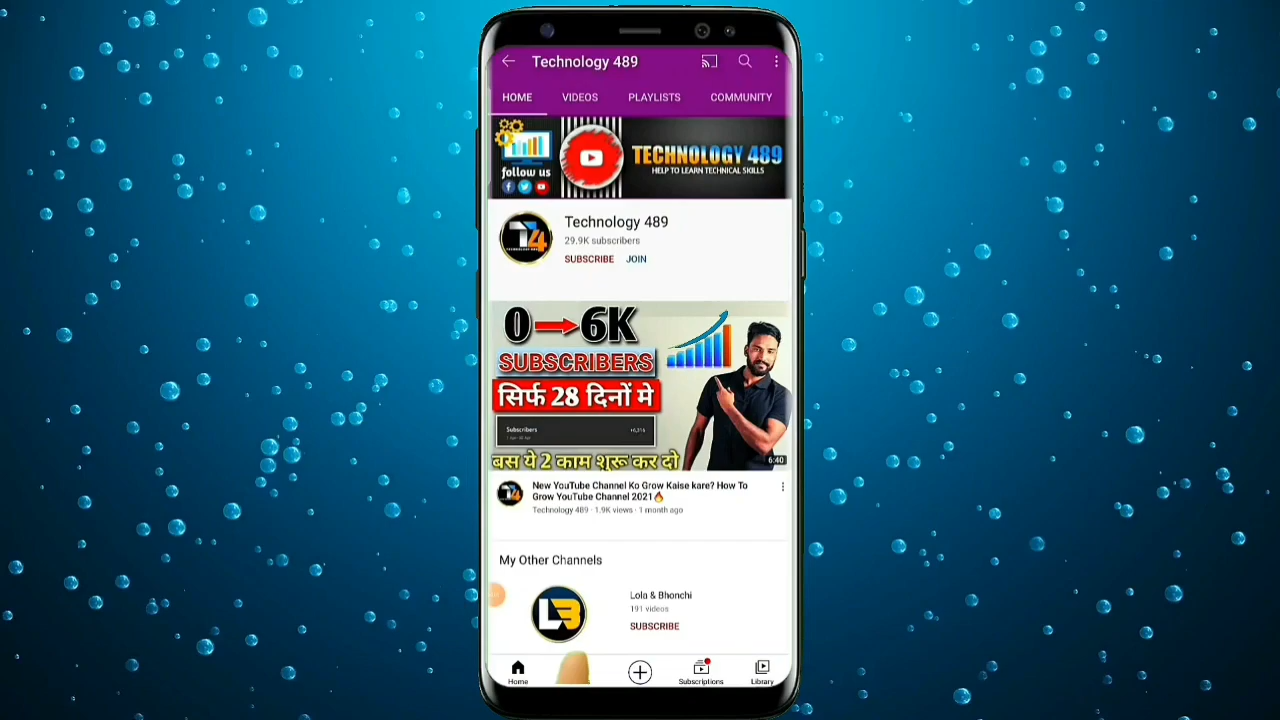 Technology 489
HOME VIDEOS PLAYLISTS COMMUNITY
follow us
TECHNOLOGY 489
HELP TO LEARN TECHNICAL SKILLS
Technology 489
29.9K subscribers
SUBSCRIBE JOIN
0 6K
SUBSCRIBERS
सिर्फ 28 दिनों मे
Subscribers
बस ये 2 काम शुरू कर दो
6:40
New YouTube Channel Ko Grow Kaise kare? How To
Grow YouTube Channel 2021🔥
Technology 489 · 1.9K views · 1 month ago
My Other Channels
Lola & Bhonchi
191 videos
SUBSCRIBE
Home Subscriptions Library